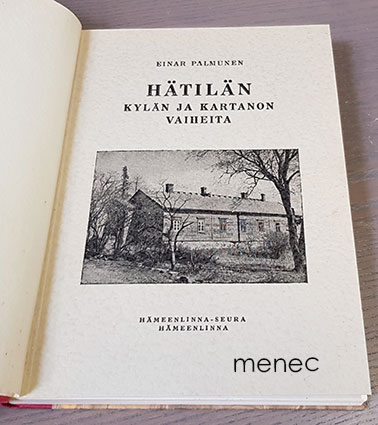 EINAR PALMUNEN
HÄTILÄN
KYLÄN JA KARTANON
VAIHEITA
HÄMEENLINNA-SEURA
HÄMEENLINNA
menec